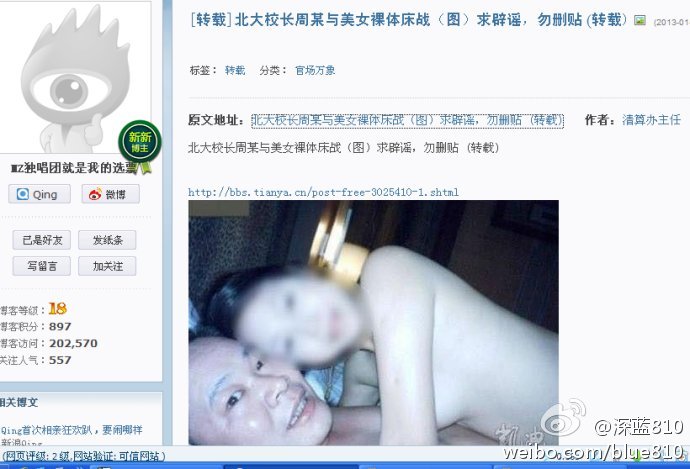 [转载]北大校长周某与美女裸体床战（图）求辟谣，勿删贴(转载)
(2013-01
标签： 转载 分类： 官场万象
原文地址：北大校长周某与美女裸体床战（图）求辟谣，勿删贴 (转载) 作者：清算办主任
北大校长周某与美女裸体床战（图）求辟谣，勿删贴 (转载)
http://bbs.tianya.cn/post-free-3025410-1.shtml
新新
博主
MZ独唱团就是我的选票
Qing 微博
已是好友 发纸条
写留言 加关注
博客等级：18
博客积分：897
博客访问：202,570
关注人气：557
相关博文
Qing首次相亲狂欢队，要闹哪样
新浪Qing
(网页评级: 2 级, 网站验证: 可信网站)
@深蓝810
weibo.com/blue810